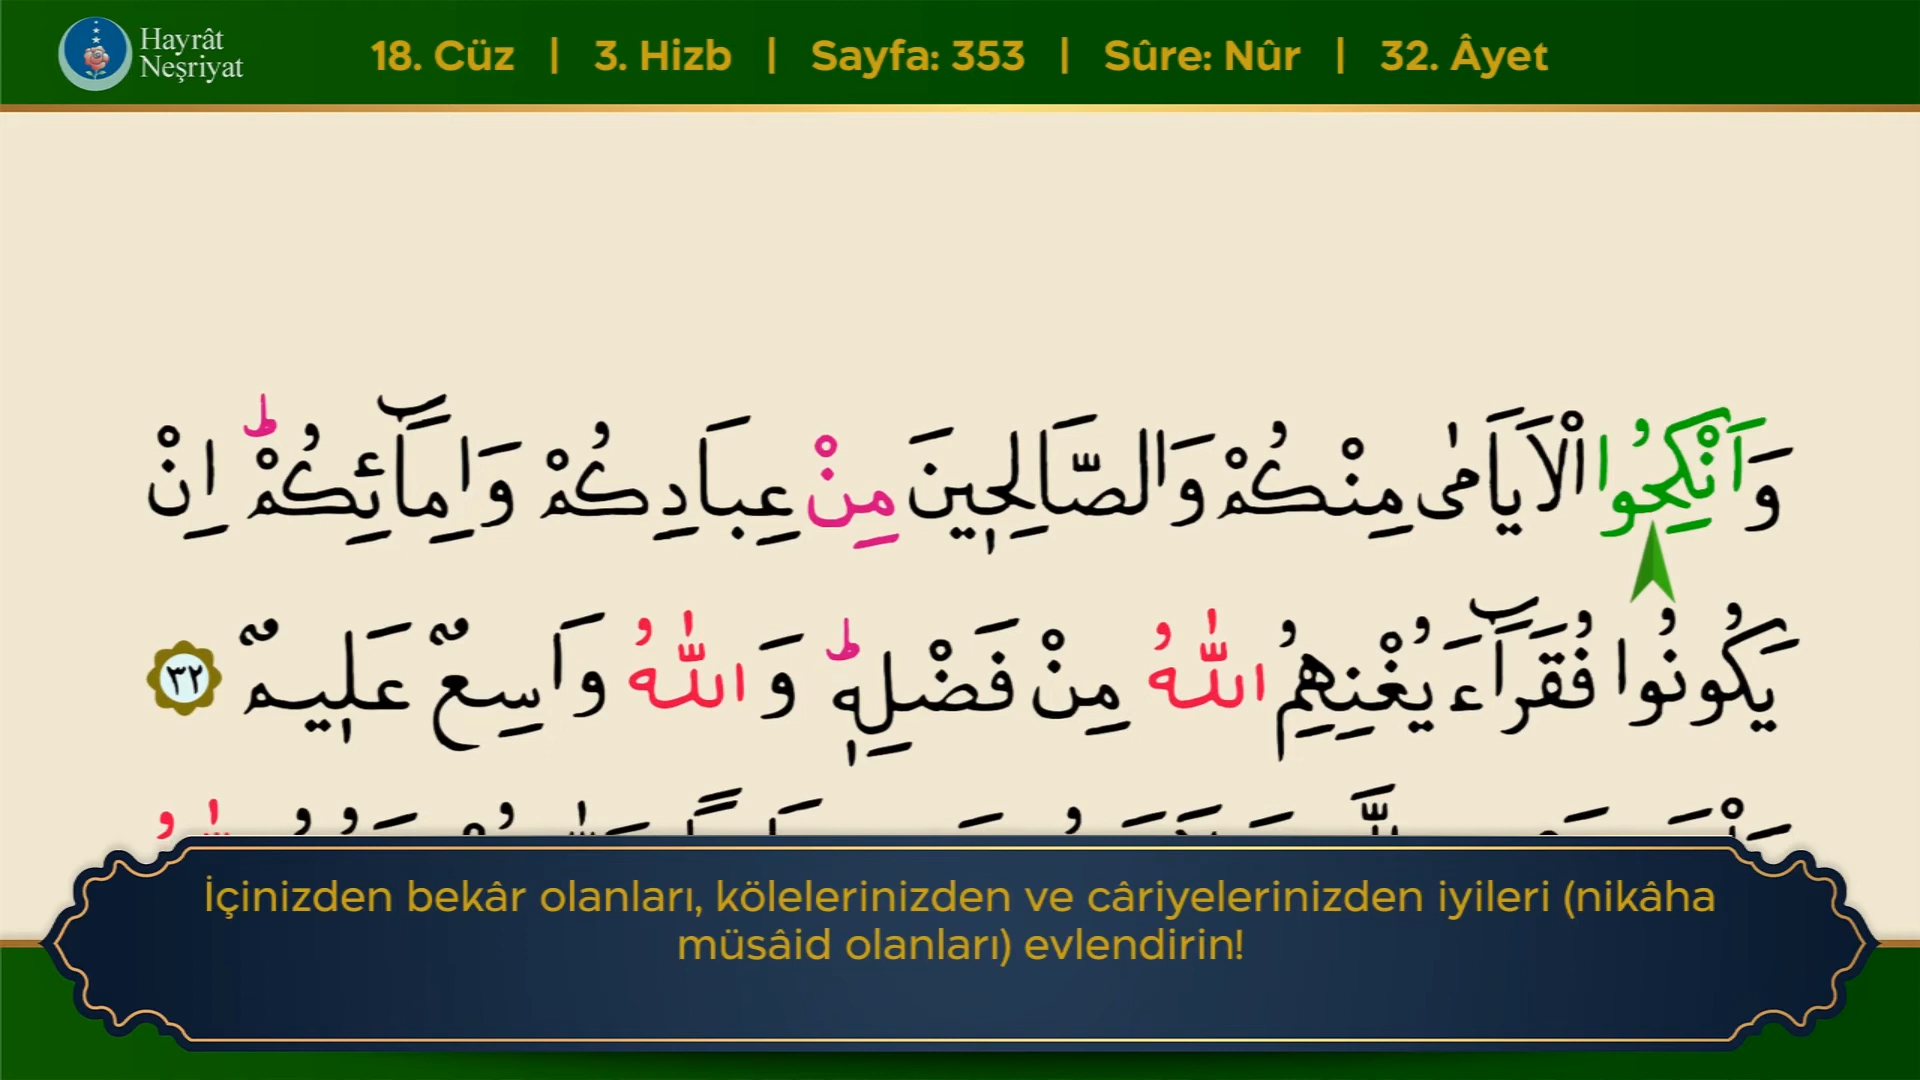 Hayrât
Neşriyat
18. Cüz | 3. Hizb | Sayfa: 353 | Sûre: Nûr | 32. Âyet
وَاَنْكِحُوا الْاَيَامٰى مِنْكُمْ وَالصَّالِحٖينَ مِنْ عِبَادِكُمْ وَاِمَٓائِكُمْؕ اِنْ
يَكُونُوا فُقَرَٓاءَ يُغْنِهِمُ اللّٰهُ مِنْ فَضْلِهٖؕ وَاللّٰهُ وَاسِعٌ عَلٖيمٌ ٣٢
İçinizden bekâr olanları, kölelerinizden ve câriyelerinizden iyileri (nikâha
müsâid olanları) evlendirin!